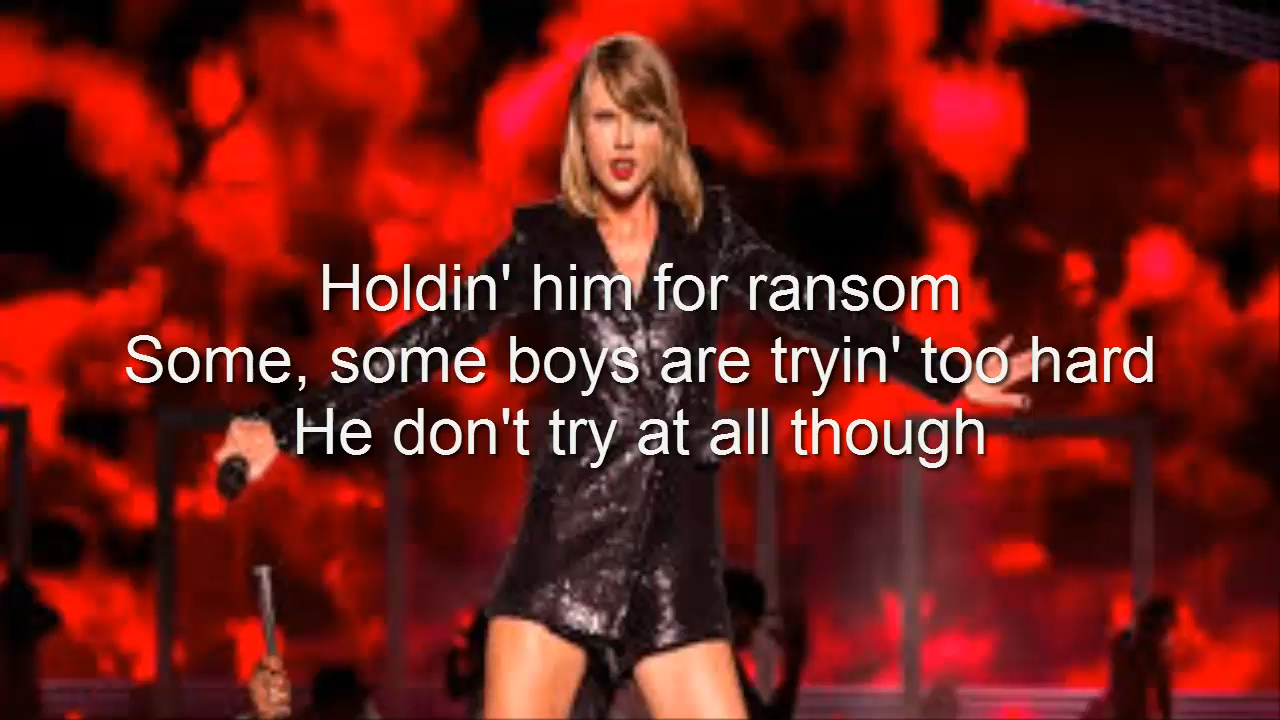 Holdin' him for ransom
Some, some boys are tryin' too hard
He don't try at all though